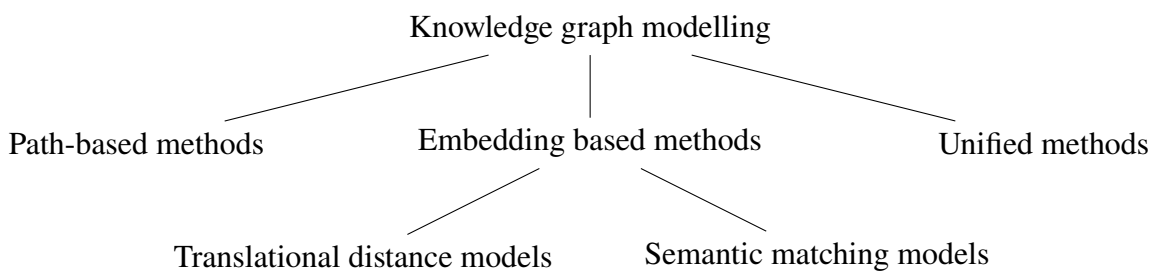 Knowledge graph modelling
Path-based methods
Embedding based methods
Unified methods
Translational distance models
Semantic matching models